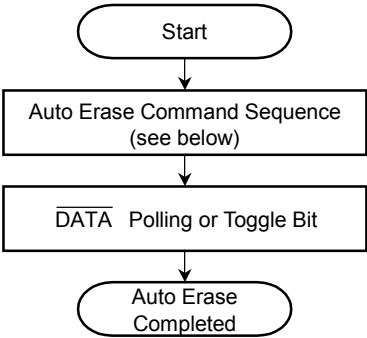 Start
Auto Erase Command Sequence
(see below)
DATA Polling or Toggle Bit
Auto Erase
Completed